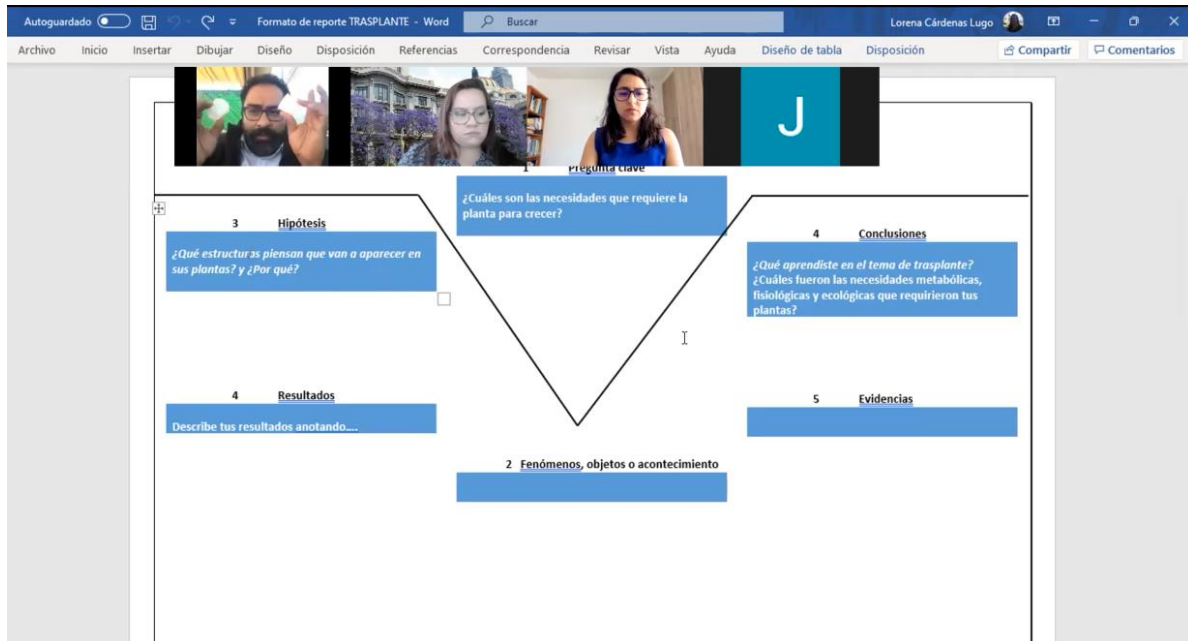 Autoguardado
Formato de reporte TRASPLANTE - Word
Buscar
Lorena Cárdenas Lugo
Archivo Inicio Insertar Dibujar Diseño Disposición Referencias Correspondencia Revisar Vista Ayuda Diseño de tabla Disposición Compartir Comentarios
J
1 Pregunta clave
¿Cuáles son las necesidades que requiere la
planta para crecer?
3 Hipótesis
¿Qué estructuras piensan que van a aparecer en
sus plantas? y ¿Por qué?
4 Conclusiones
¿Qué aprendiste en el tema de trasplante?
¿Cuáles fueron las necesidades metabólicas,
fisiológicas y ecológicas que requirieron tus
plantas?
4 Resultados
Describe tus resultados anotando....
5 Evidencias
2 Fenómenos, objetos o acontecimiento